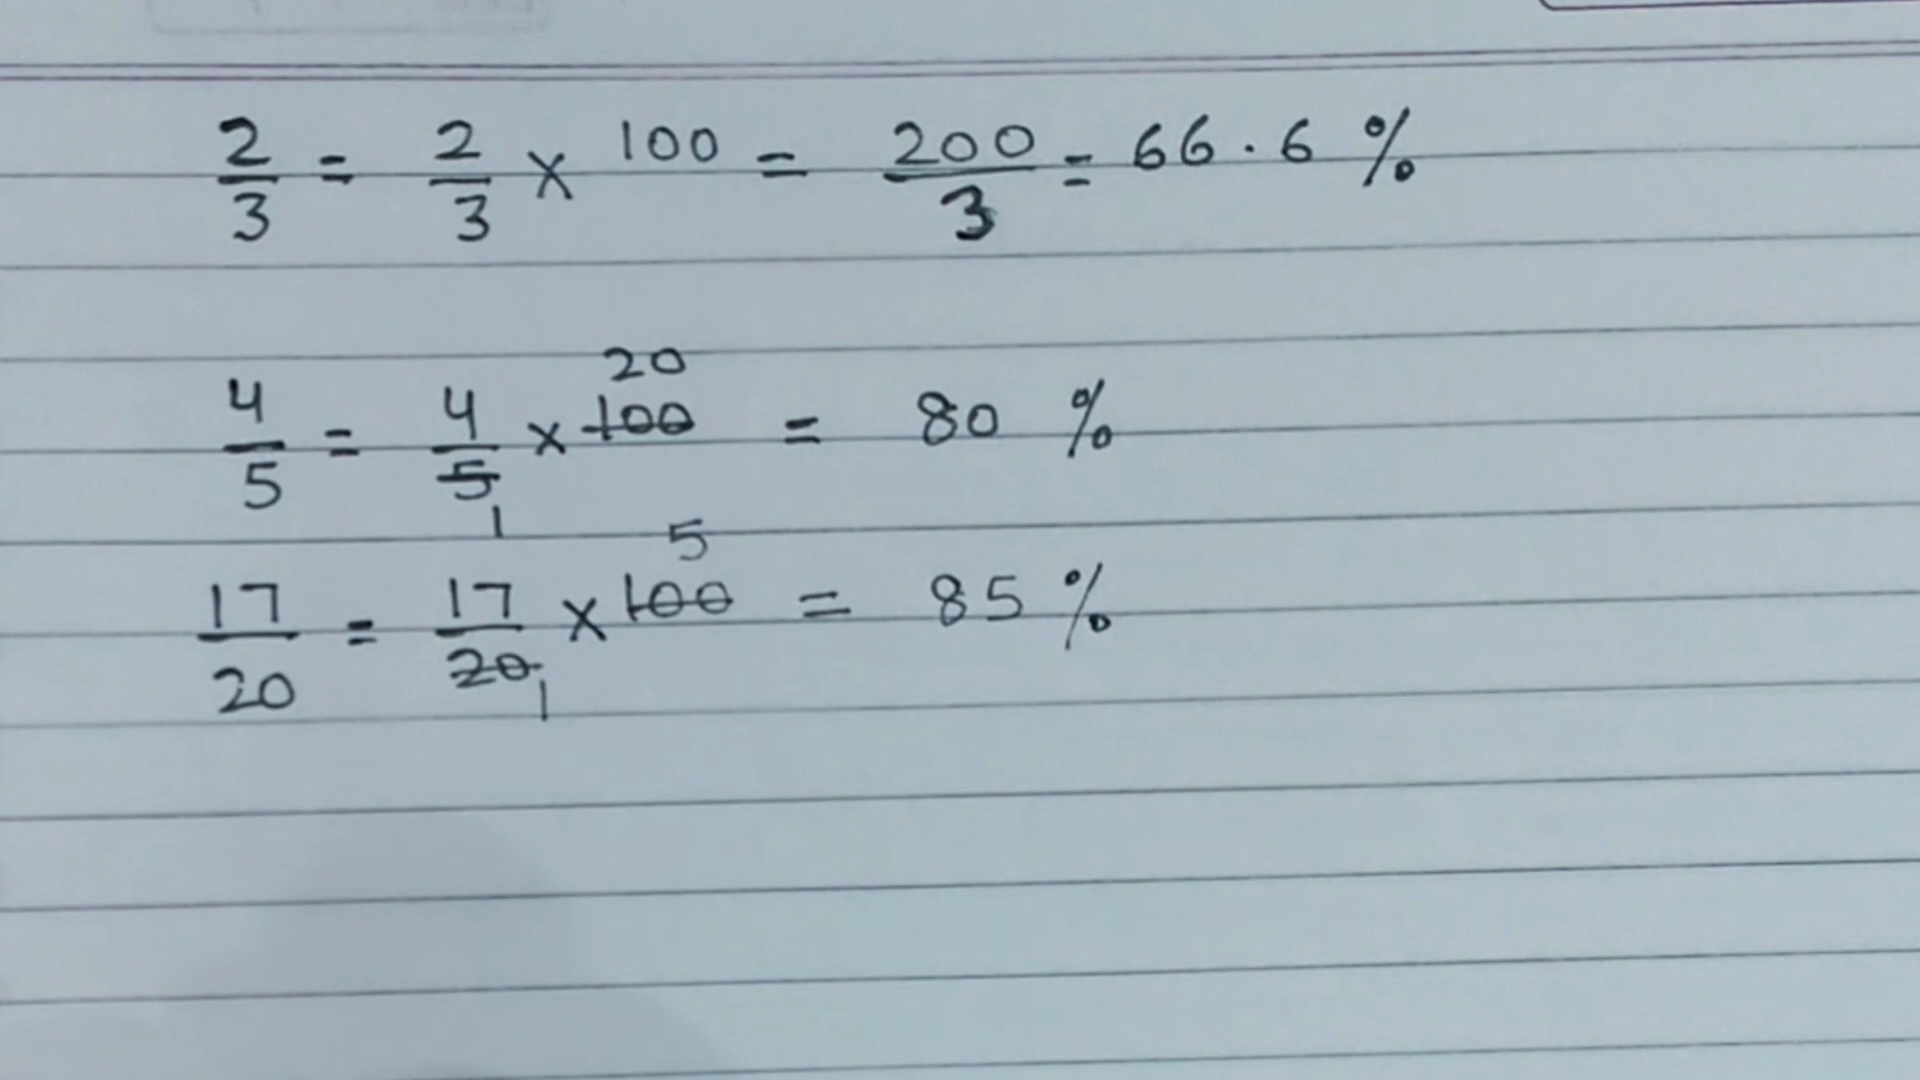 2/3 = 2/3 × 100 = 200/3 = 66.6 %
4/5 = 4/5 × 100 20 = 80 %
1
17/20 = 17/20 × 100 5 = 85 %
1